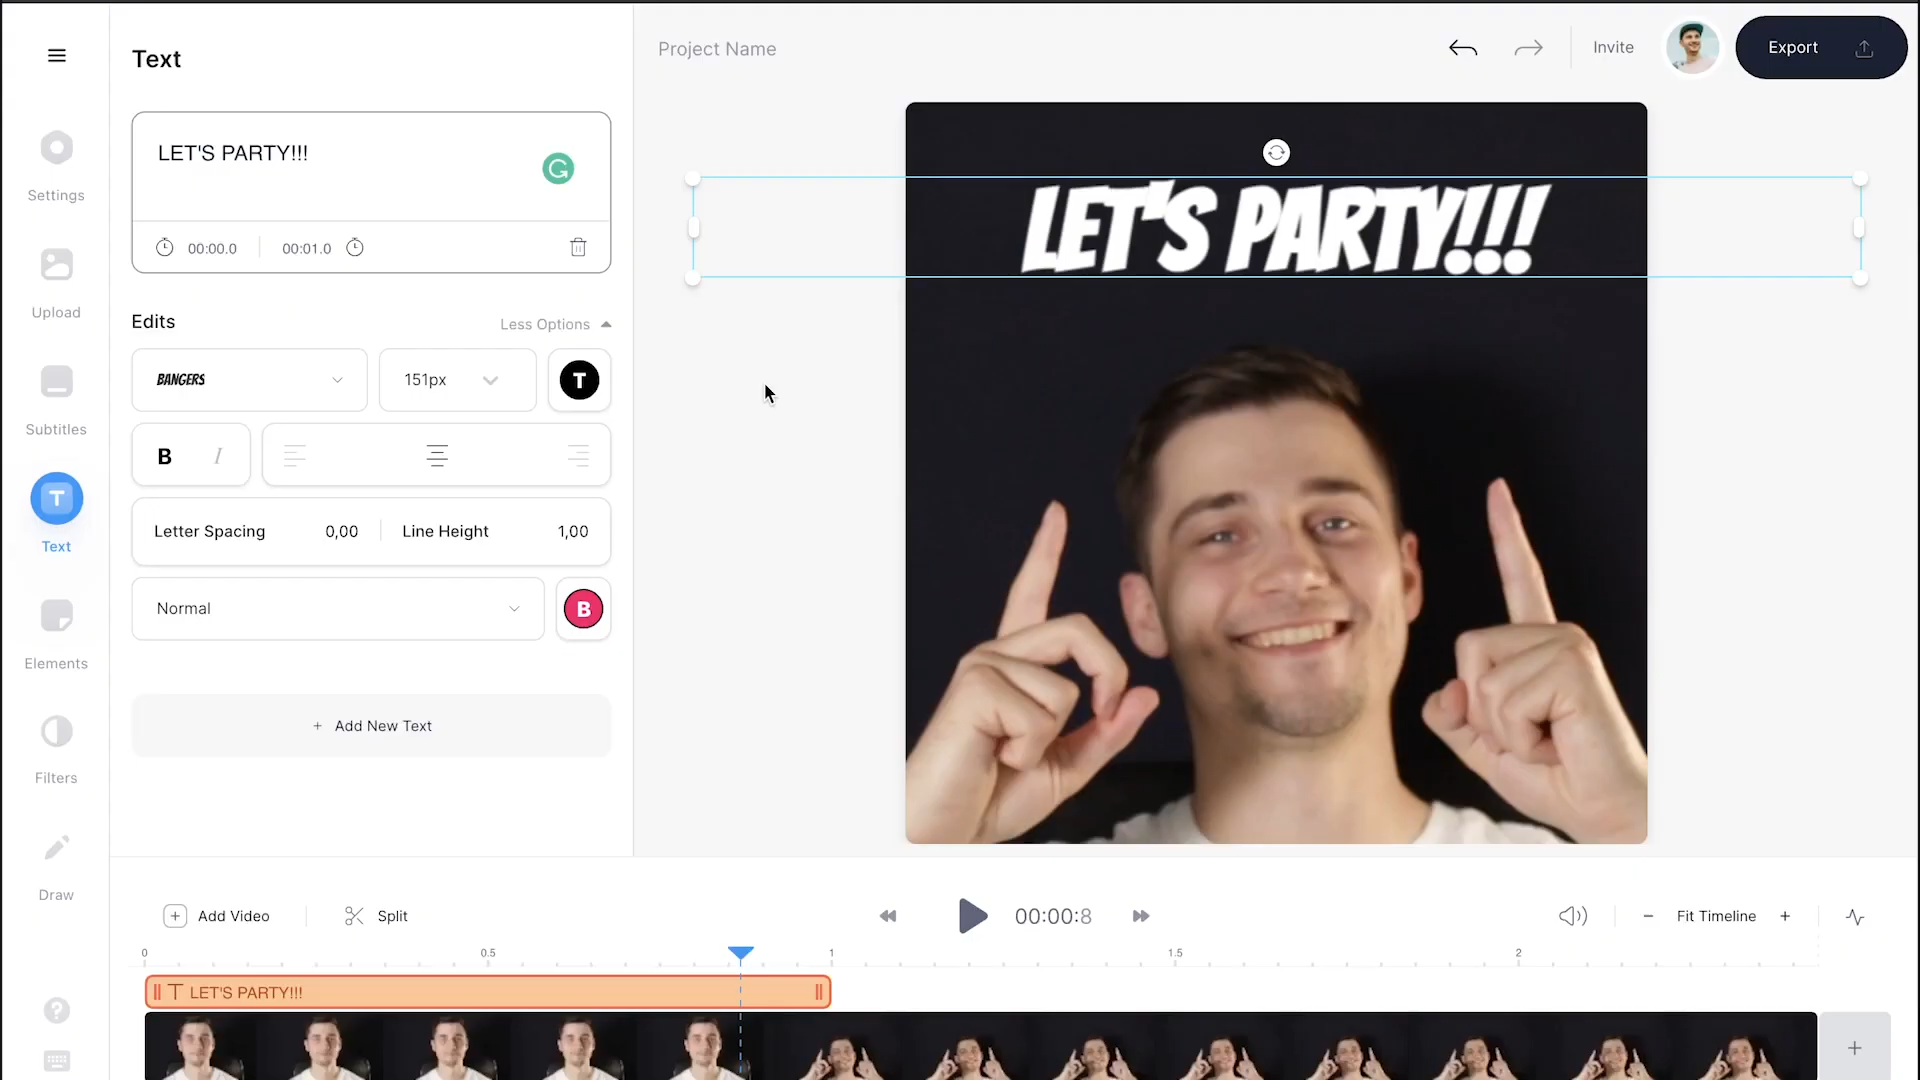 Text
Project Name
Invite
Export
LET'S PARTY!!!
00:00.0
00:01.0
LET'S PARTY!!!
Settings
Upload
Subtitles
Text
Elements
Filters
Draw
Edits
Less Options
BANGERS
151px
T
B I
Letter Spacing 0,00
Line Height 1,00
Normal
B
+ Add New Text
Add Video
Split
00:00:8
− Fit Timeline +
0 0.5 1 1.5 2
T LET'S PARTY!!!